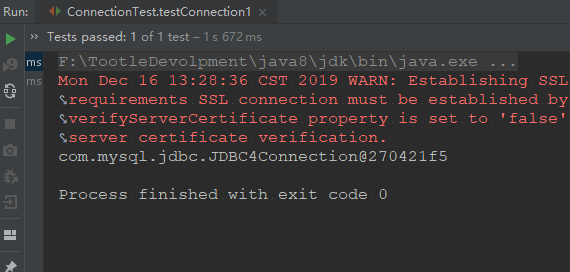 Run: ConnectionTest.testConnection1 ×
Tests passed: 1 of 1 test – 1 s 672 ms
ms F:\TootleDevolpment\java8\jdk\bin\java.exe ...
ms Mon Dec 16 13:28:36 CST 2019 WARN: Establishing SSL
requirements SSL connection must be established by
verifyServerCertificate property is set to 'false'
server certificate verification.
com.mysql.jdbc.JDBC4Connection@270421f5
Process finished with exit code 0